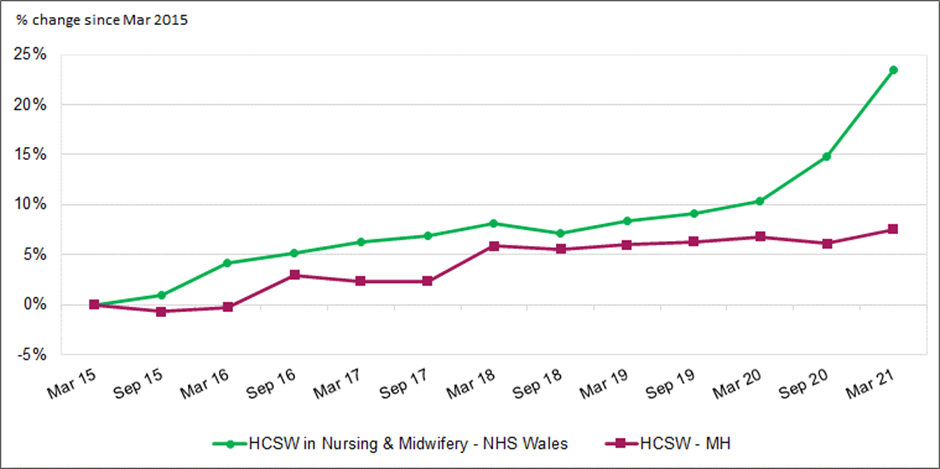 % change since Mar 2015
25%
20%
15%
10%
5%
0%
-5%
Mar 15 Sep 15 Mar 16 Sep 16 Mar 17 Sep 17 Mar 18 Sep 18 Mar 19 Sep 19 Mar 20 Sep 20 Mar 21
HCSW in Nursing & Midwifery - NHS Wales HCSW - MH